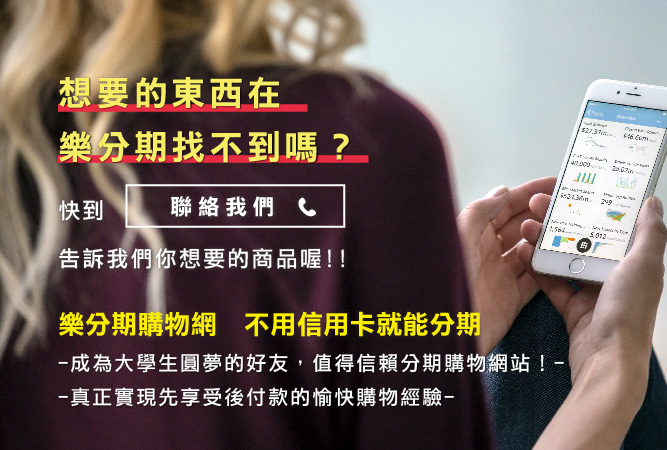 想要的東西在
樂分期找不到嗎？
快到 聯絡我們
告訴我們你想要的商品喔!!
樂分期購物網 不用信用卡就能分期
-成為大學生圓夢的好友，值得信賴分期購物網站！-
-真正實現先享受後付款的愉快購物經驗-